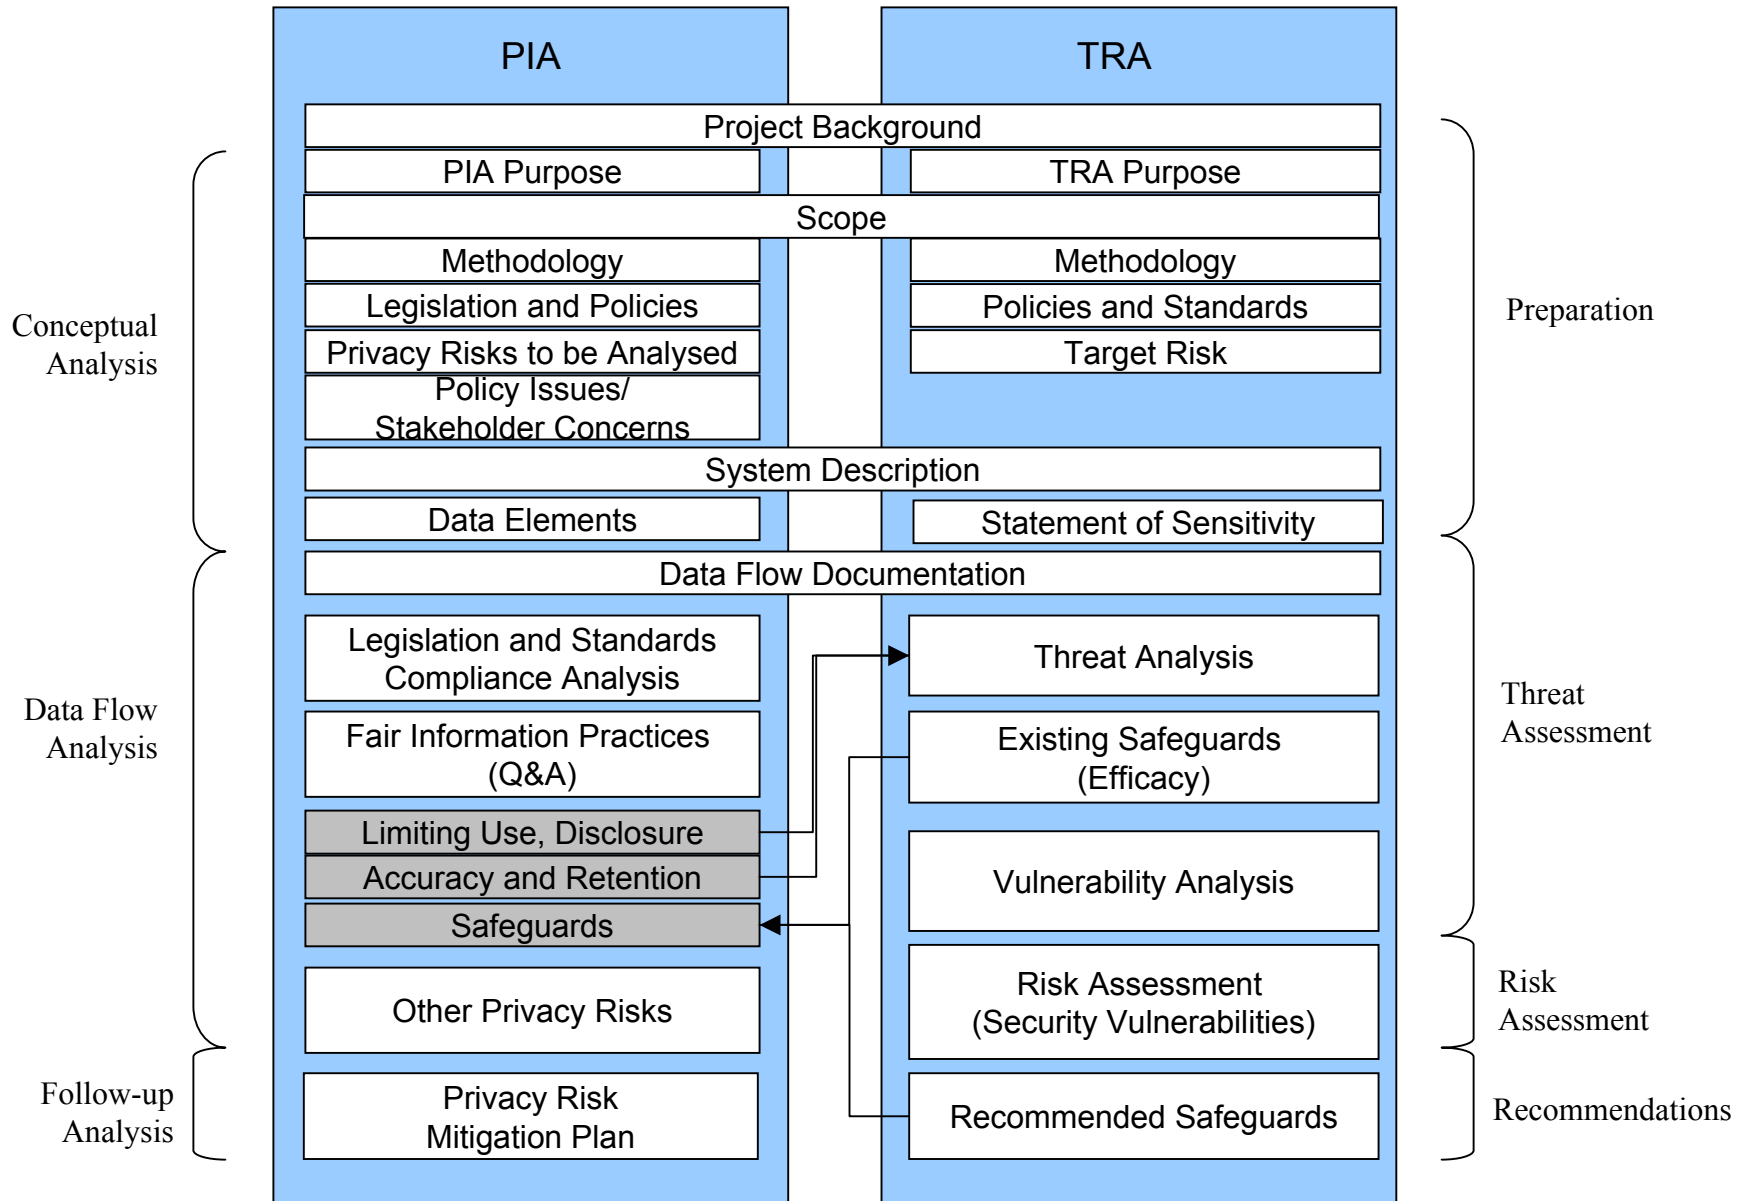 PIA
TRA
Project Background
PIA Purpose
TRA Purpose
Scope
Methodology
Methodology
Legislation and Policies
Policies and Standards
Conceptual
Analysis
Preparation
Privacy Risks to be Analysed
Target Risk
Policy Issues/
Stakeholder Concerns
System Description
Data Elements
Statement of Sensitivity
Data Flow Documentation
Legislation and Standards
Compliance Analysis
Threat Analysis
Data Flow
Analysis
Threat
Assessment
Fair Information Practices
(Q&A)
Existing Safeguards
(Efficacy)
Limiting Use, Disclosure
Accuracy and Retention
Safeguards
Vulnerability Analysis
Other Privacy Risks
Risk Assessment
(Security Vulnerabilities)
Risk
Assessment
Follow-up
Analysis
Privacy Risk
Mitigation Plan
Recommended Safeguards
Recommendations